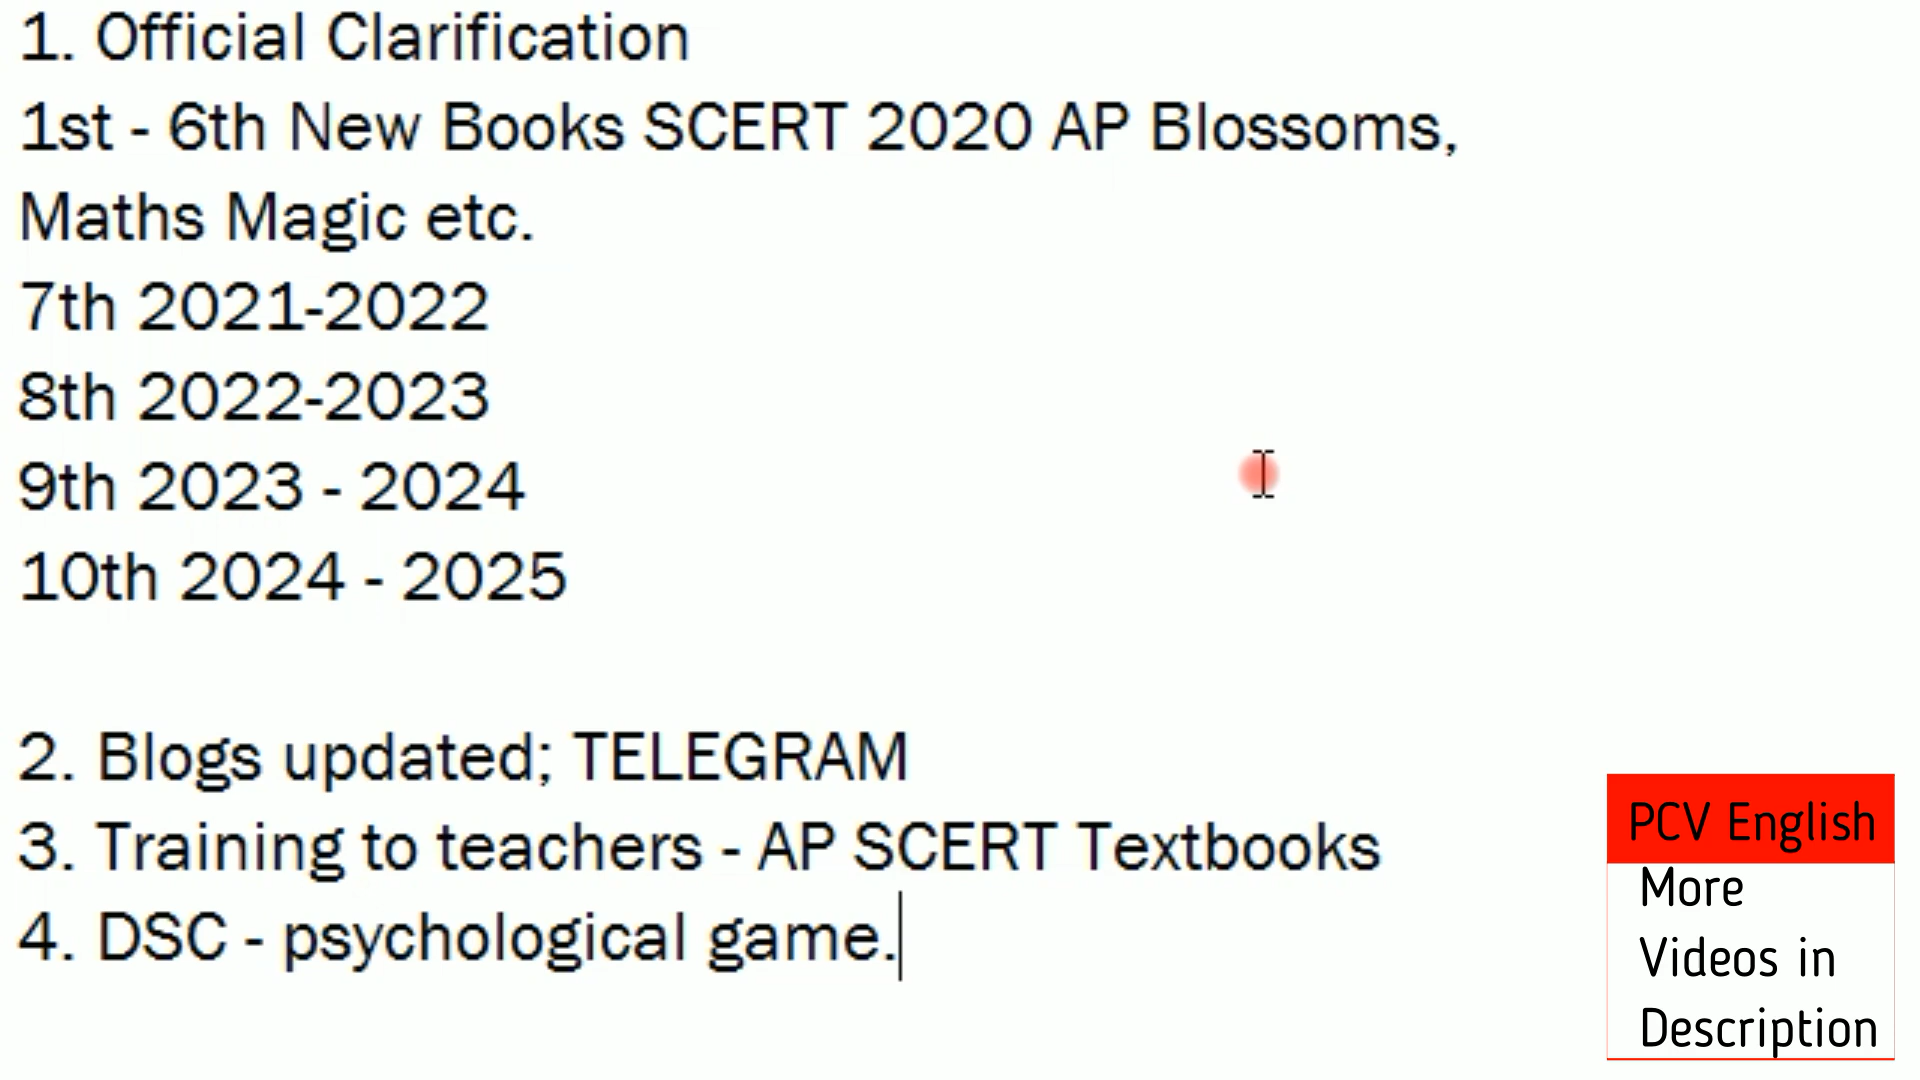 1. Official Clarification
1st - 6th New Books SCERT 2020 AP Blossoms,
Maths Magic etc.
7th 2021-2022
8th 2022-2023
9th 2023 - 2024
10th 2024 - 2025
2. Blogs updated; TELEGRAM
3. Training to teachers - AP SCERT Textbooks
4. DSC - psychological game.
PCV English
More
Videos in
Description